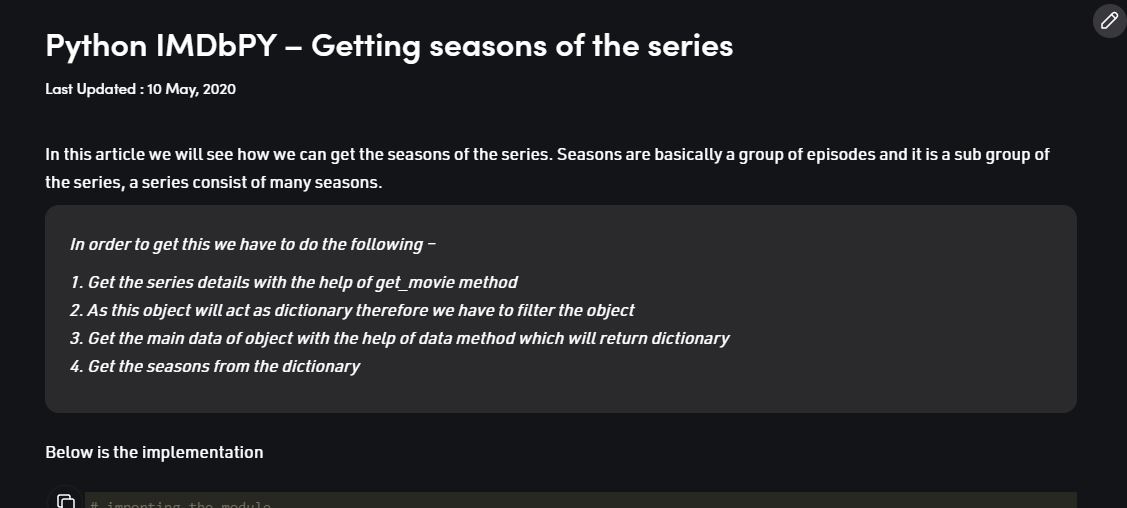 Python IMDbPY – Getting seasons of the series
Last Updated : 10 May, 2020
In this article we will see how we can get the seasons of the series. Seasons are basically a group of episodes and it is a sub group of
the series, a series consist of many seasons.
In order to get this we have to do the following –
1. Get the series details with the help of get_movie method
2. As this object will act as dictionary therefore we have to filter the object
3. Get the main data of object with the help of data method which will return dictionary
4. Get the seasons from the dictionary
Below is the implementation
# importing the module